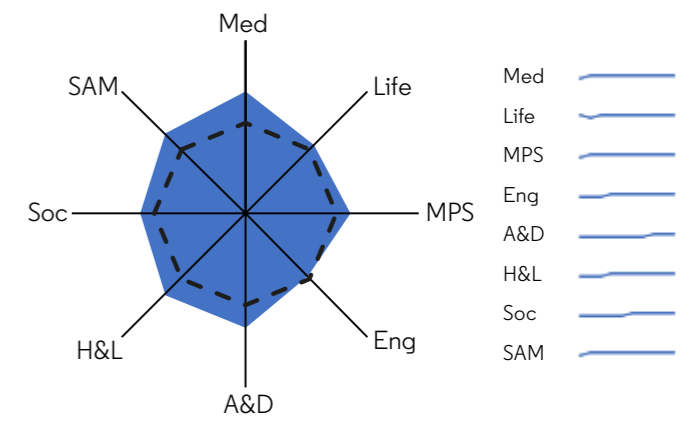 Med
SAM
Life
Soc
MPS
H&L
Eng
A&D
Med
Life
MPS
Eng
A&D
H&L
Soc
SAM